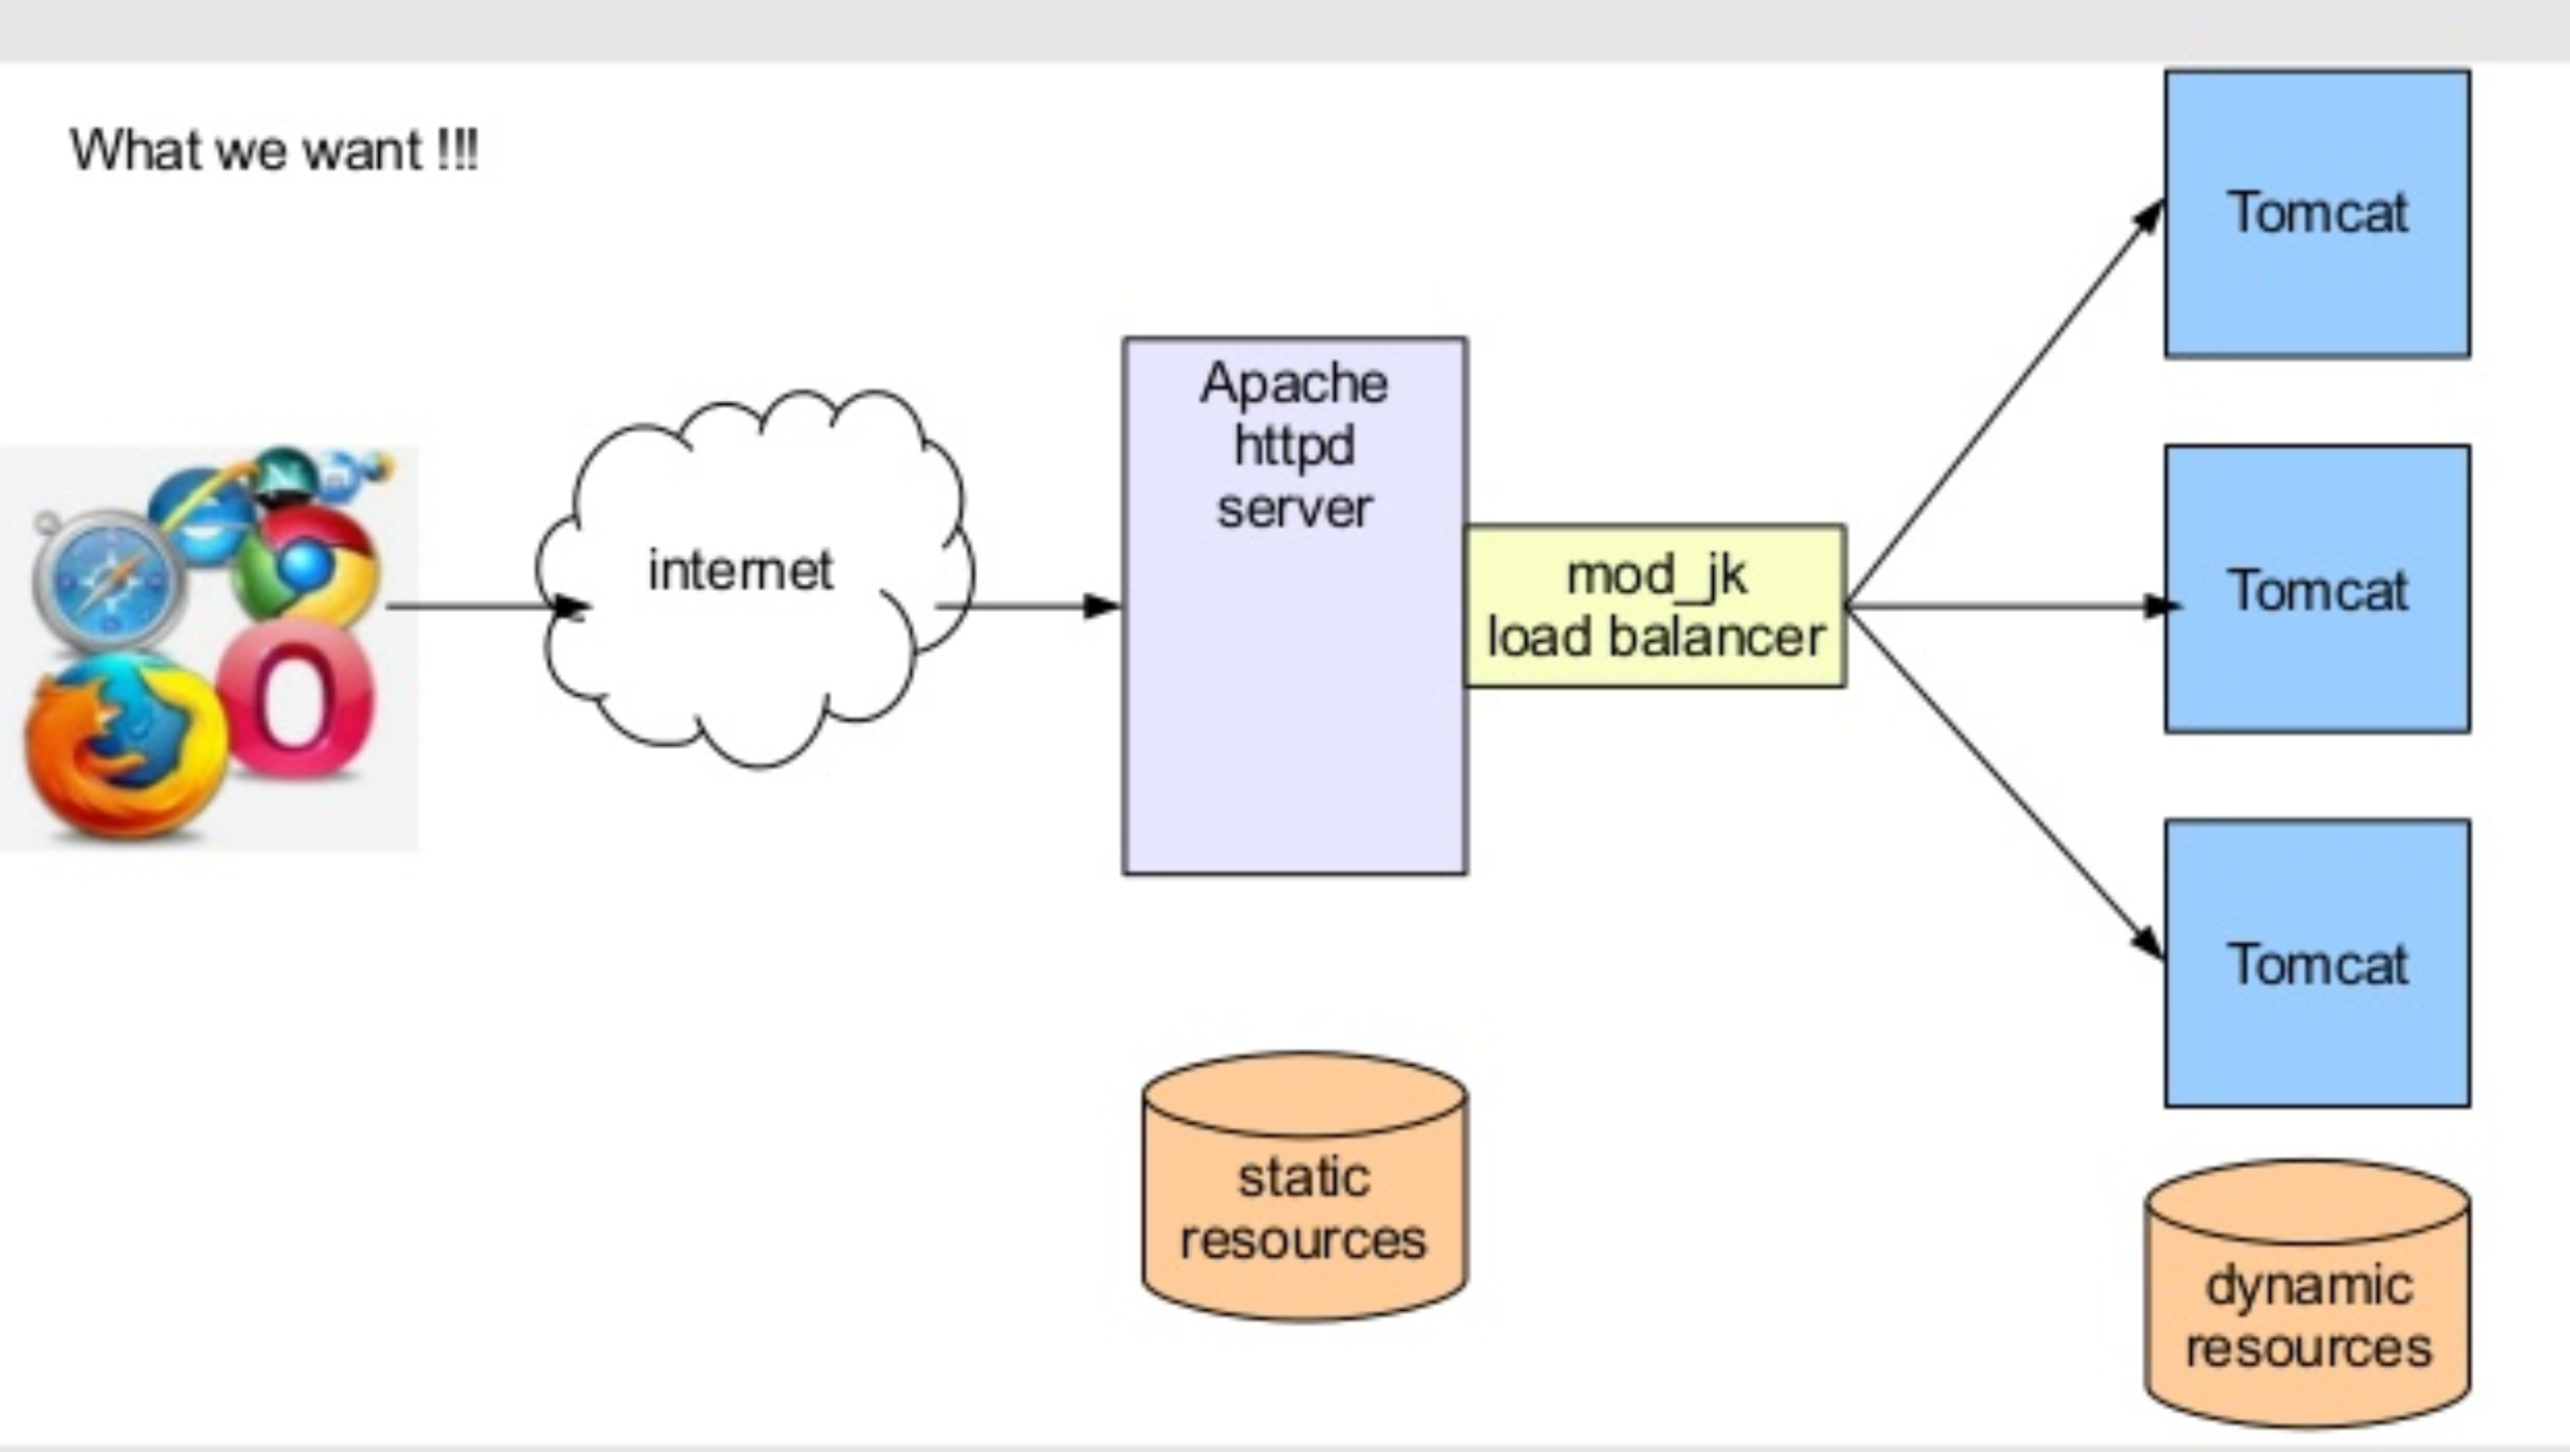 What we want !!!
internet
Apache
httpd
server
mod_jk
load balancer
Tomcat
Tomcat
Tomcat
static
resources
dynamic
resources